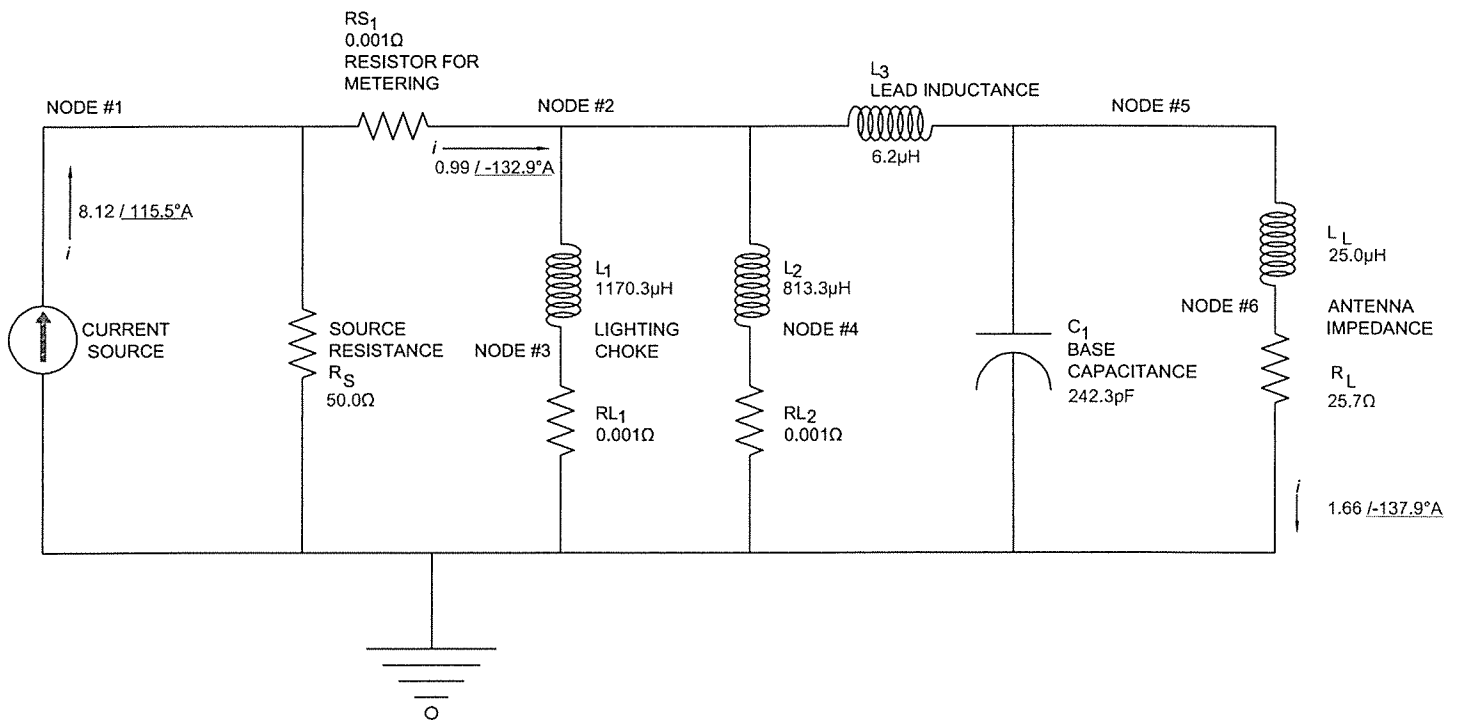 RS1
0.001Ω
RESISTOR FOR
METERING
NODE #1
NODE #2
L3
LEAD INDUCTANCE
NODE #5
6.2µH
i
0.99 / -132.9°A
8.12 / 115.5°A
i
L1
1170.3µH
L2
813.3µH
LL
25.0µH
CURRENT
SOURCE
SOURCE
RESISTANCE
RS
50.0Ω
NODE #3
LIGHTING
CHOKE
NODE #4
NODE #6
ANTENNA
IMPEDANCE
C1
BASE
CAPACITANCE
242.3pF
RL
25.7Ω
RL1
0.001Ω
RL2
0.001Ω
i
1.66 /-137.9°A